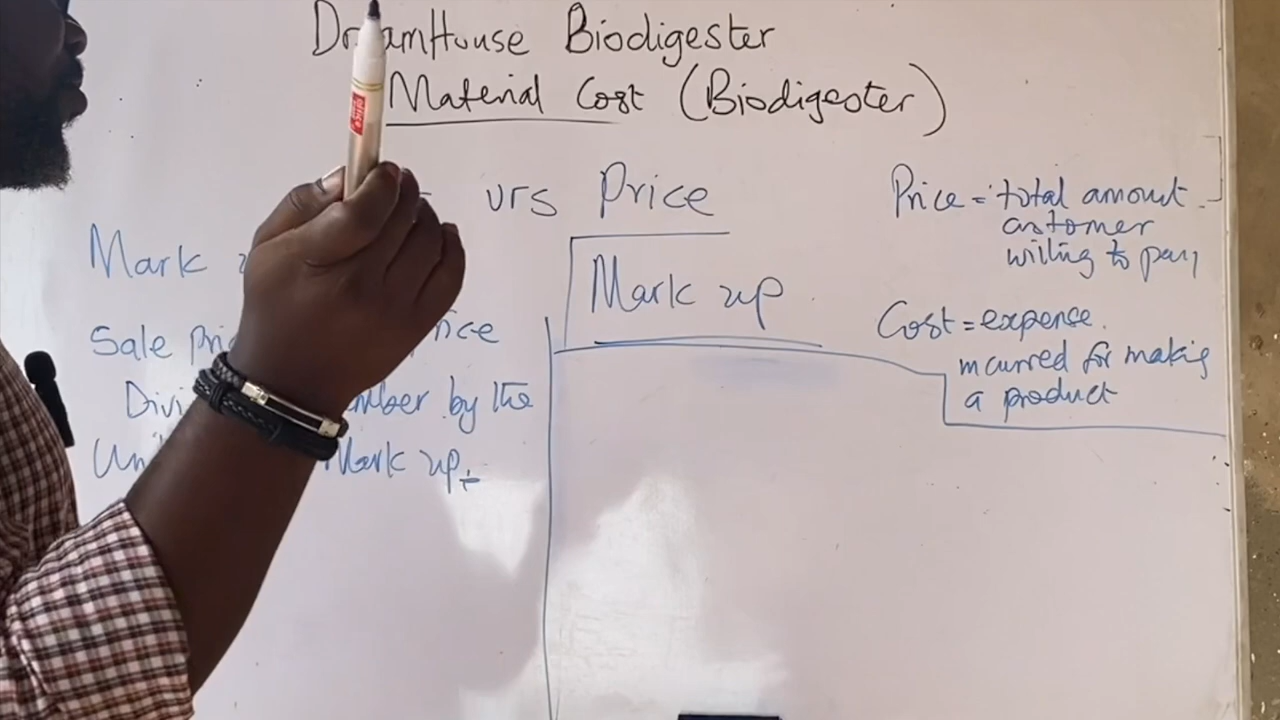 DreamHouse Biodigester
Material Cost (Biodigester)
vrs Price
Price = total amount
customer
willing to pay
Mark
Mark up
Sale
Cost = expense
incurred for making
a product
by the
Mark up